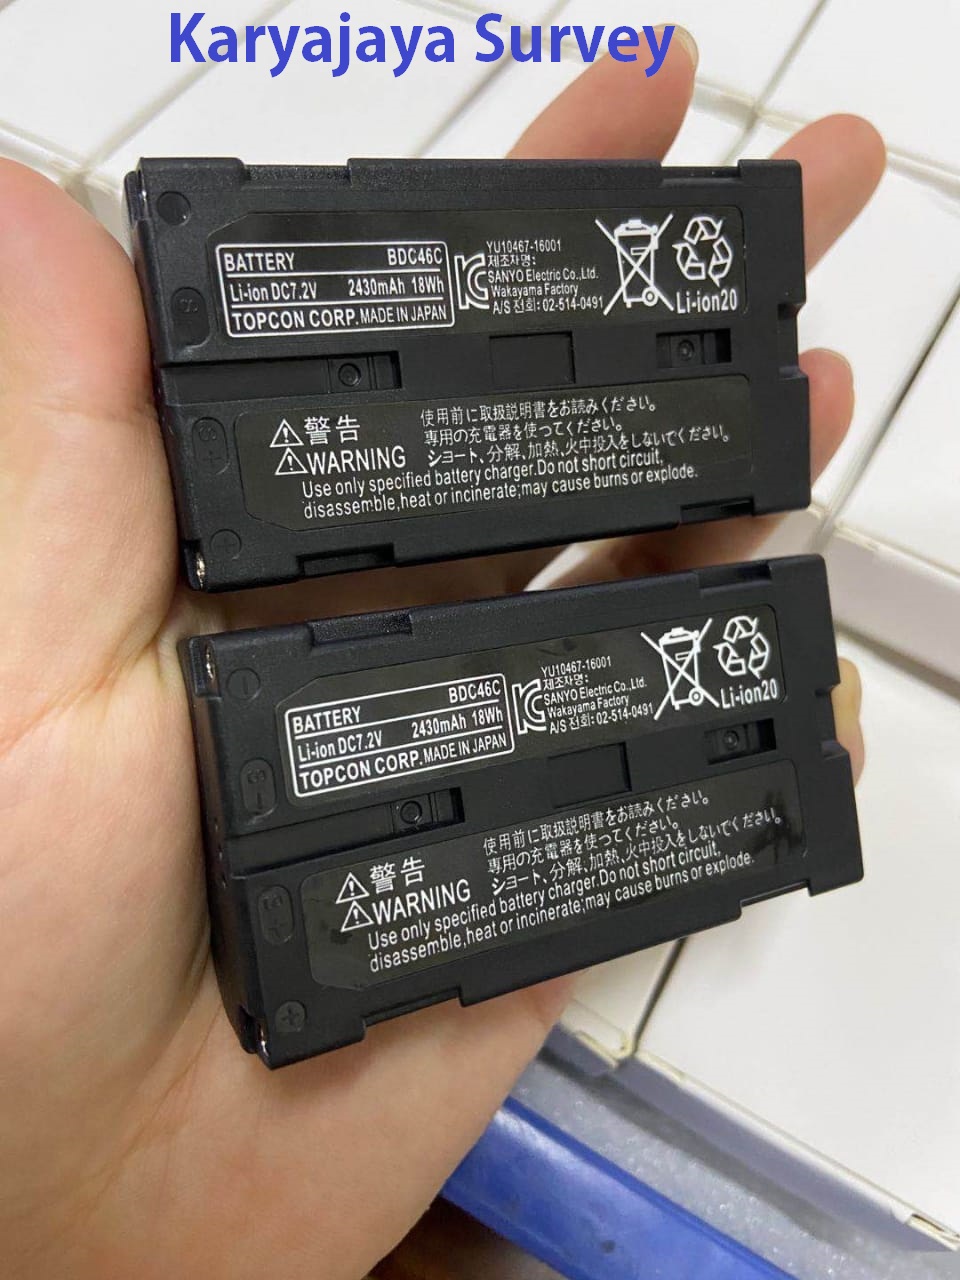 Karyajaya Survey
BATTERY BDC46C
Li-ion DC7.2V 2430mAh 18Wh
TOPCON CORP. MADE IN JAPAN
YU10467-16001
제조자명:
SANYO Electric Co.,Ltd.
Wakayama Factory
A/S 전화: 02-514-0491
Li-ion20
警告
WARNING
使用前に取扱説明書をお読みください。
専用の充電器を使つてください。
ショート、分解、加熱、火中投入をしないでください。
Use only specified battery charger.Do not short circuit,
disassemble,heat or incinerate;may cause burns or explode.
BATTERY BDC46C
Li-ion DC7.2V 2430mAh 18Wh
TOPCON CORP. MADE IN JAPAN
YU10467-16001
제조자명:
SANYO Electric Co.,Ltd.
Wakayama Factory
A/S 전화: 02-514-0491
Li-ion20
警告
WARNING
使用前に取扱説明書をお読みください。
専用の充電器を使つてください。
ショート、分解、加熱、火中投入をしないでください。
Use only specified battery charger.Do not short circuit,
disassemble,heat or incinerate;may cause burns or explode.